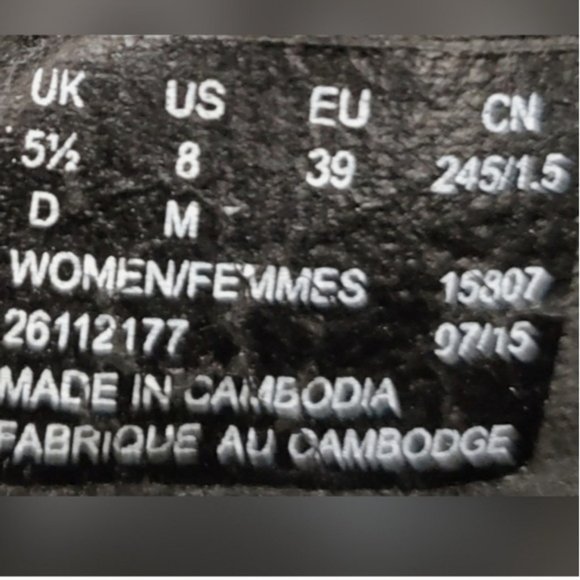 UK US EU CN
5½ 8 39 245/1.5
D M
WOMEN/FEMMES 15807
26112177 07/15
MADE IN CAMBODIA
FABRIQUE AU CAMBODGE